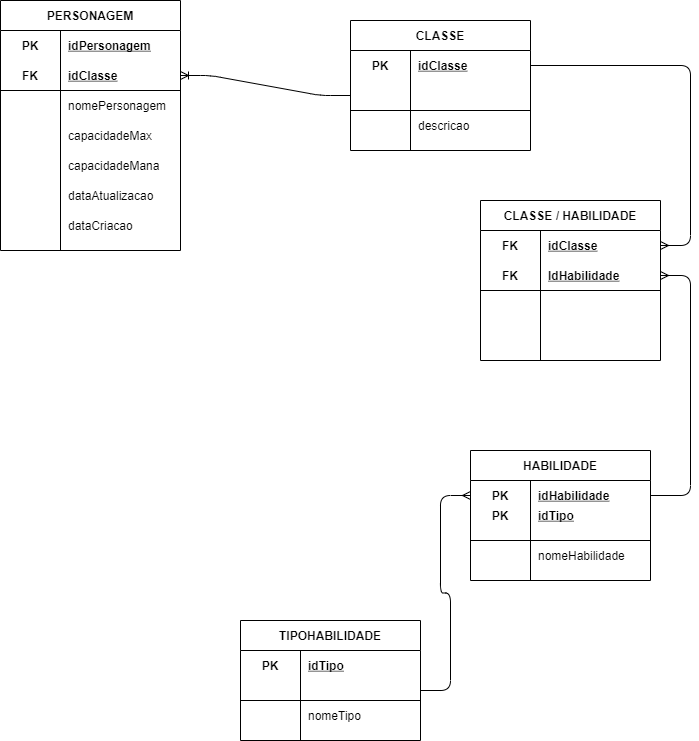 PERSONAGEM
PK idPersonagem
FK idClasse
nomePersonagem
capacidadeMax
capacidadeMana
dataAtualizacao
dataCriacao
CLASSE
PK idClasse
descricao
CLASSE / HABILIDADE
FK idClasse
FK IdHabilidade
HABILIDADE
PK idHabilidade
PK idTipo
nomeHabilidade
TIPOHABILIDADE
PK idTipo
nomeTipo